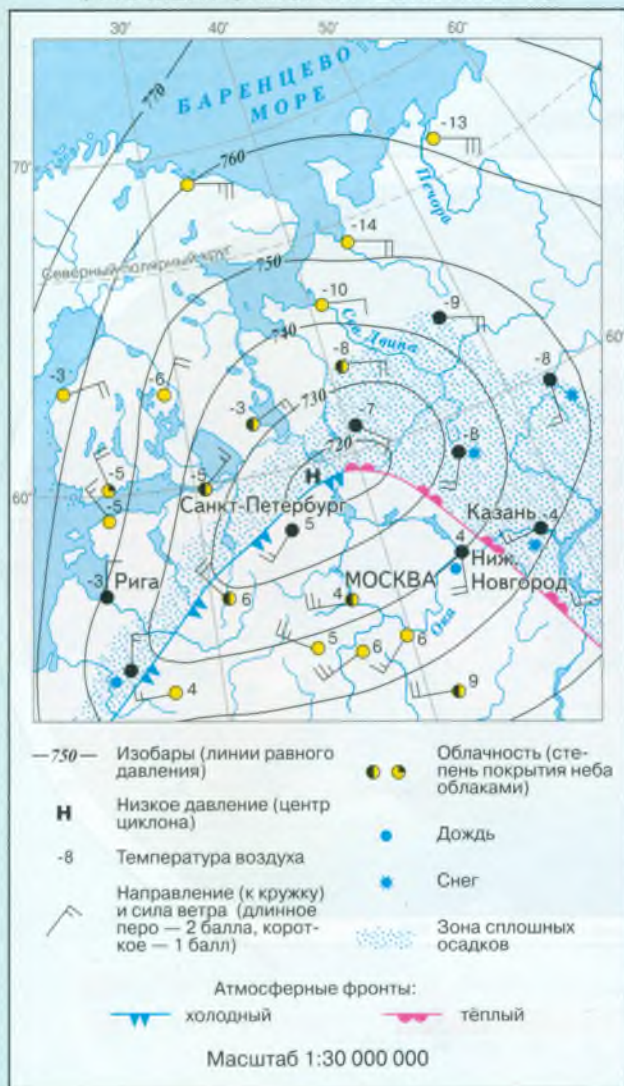 30°
40°
50°
60°
770
БАРЕНЦЕВО
МОРЕ
-13
760
70°
Печора
-14
Северный полярный круг
750
-10
-9
Св. Двина
740
60°
-8
-8
-3
-6
730
-3
-7
720
-8
Н
-5
-5
-5
60°
Санкт-Петербург
5
Казань
-4
4
-3
Рига
МОСКВА
Ниж.
Новгород
6
4
Ока
5
6
6
4
9
—750— Изобары (линии равного
давления)
Н Низкое давление (центр
циклона)
-8 Температура воздуха
Направление (к кружку)
и сила ветра (длинное
перо — 2 балла, корот-
кое — 1 балл)
Облачность (сте-
пень покрытия неба
облаками)
Дождь
Снег
Зона сплошных
осадков
Атмосферные фронты:
холодный
тёплый
Масштаб 1:30 000 000